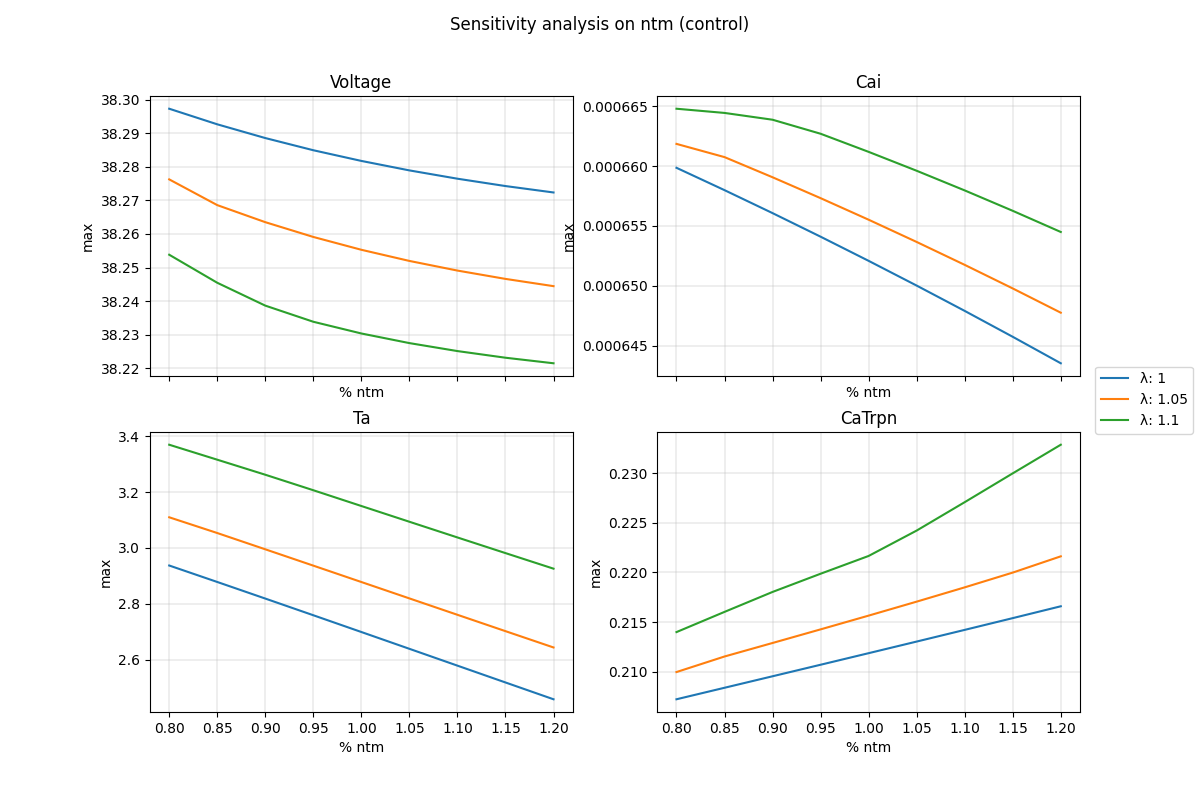 Sensitivity analysis on ntm (control)
Voltage
38.30
38.29
38.28
38.27
38.26
38.25
38.24
38.23
38.22
max
% ntm
Cai
0.000665
0.000660
0.000655
0.000650
0.000645
max
% ntm
λ: 1
λ: 1.05
λ: 1.1
Ta
3.4
3.2
3.0
2.8
2.6
max
0.80 0.85 0.90 0.95 1.00 1.05 1.10 1.15 1.20
% ntm
CaTrpn
0.230
0.225
0.220
0.215
0.210
max
0.80 0.85 0.90 0.95 1.00 1.05 1.10 1.15 1.20
% ntm